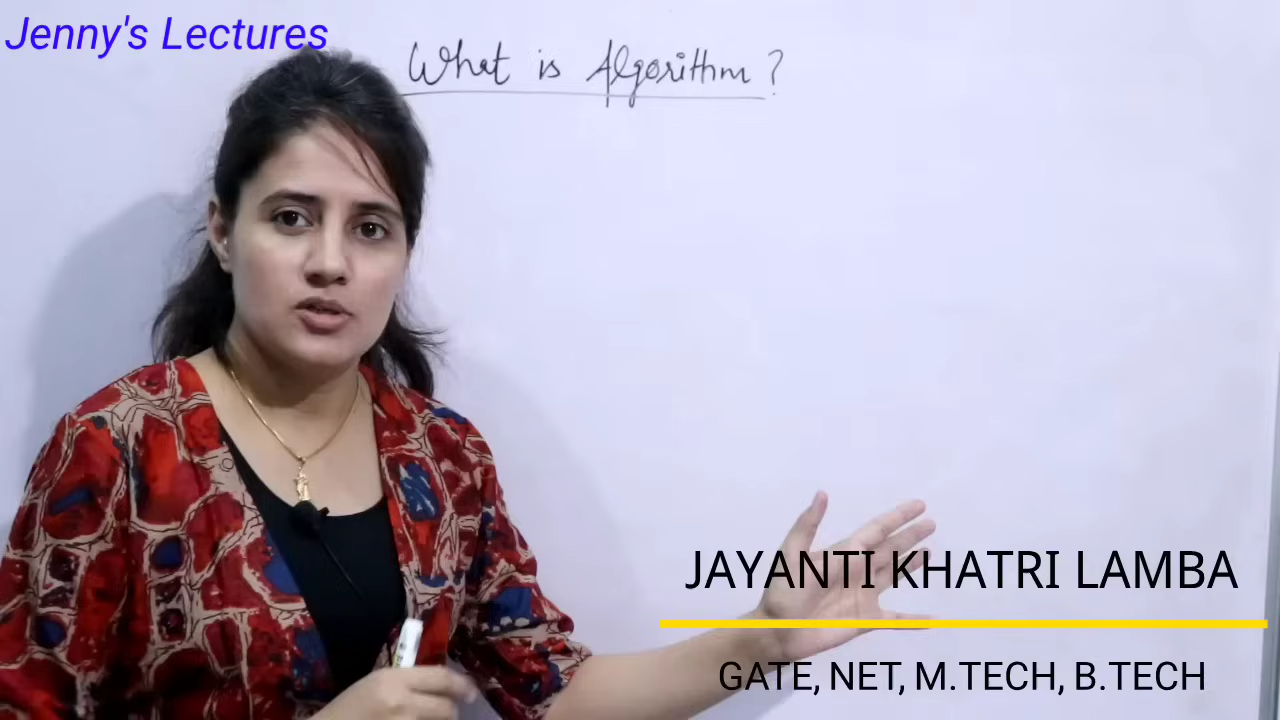 Jenny's Lectures
What is Algorithm ?
JAYANTI KHATRI LAMBA
GATE, NET, M.TECH, B.TECH